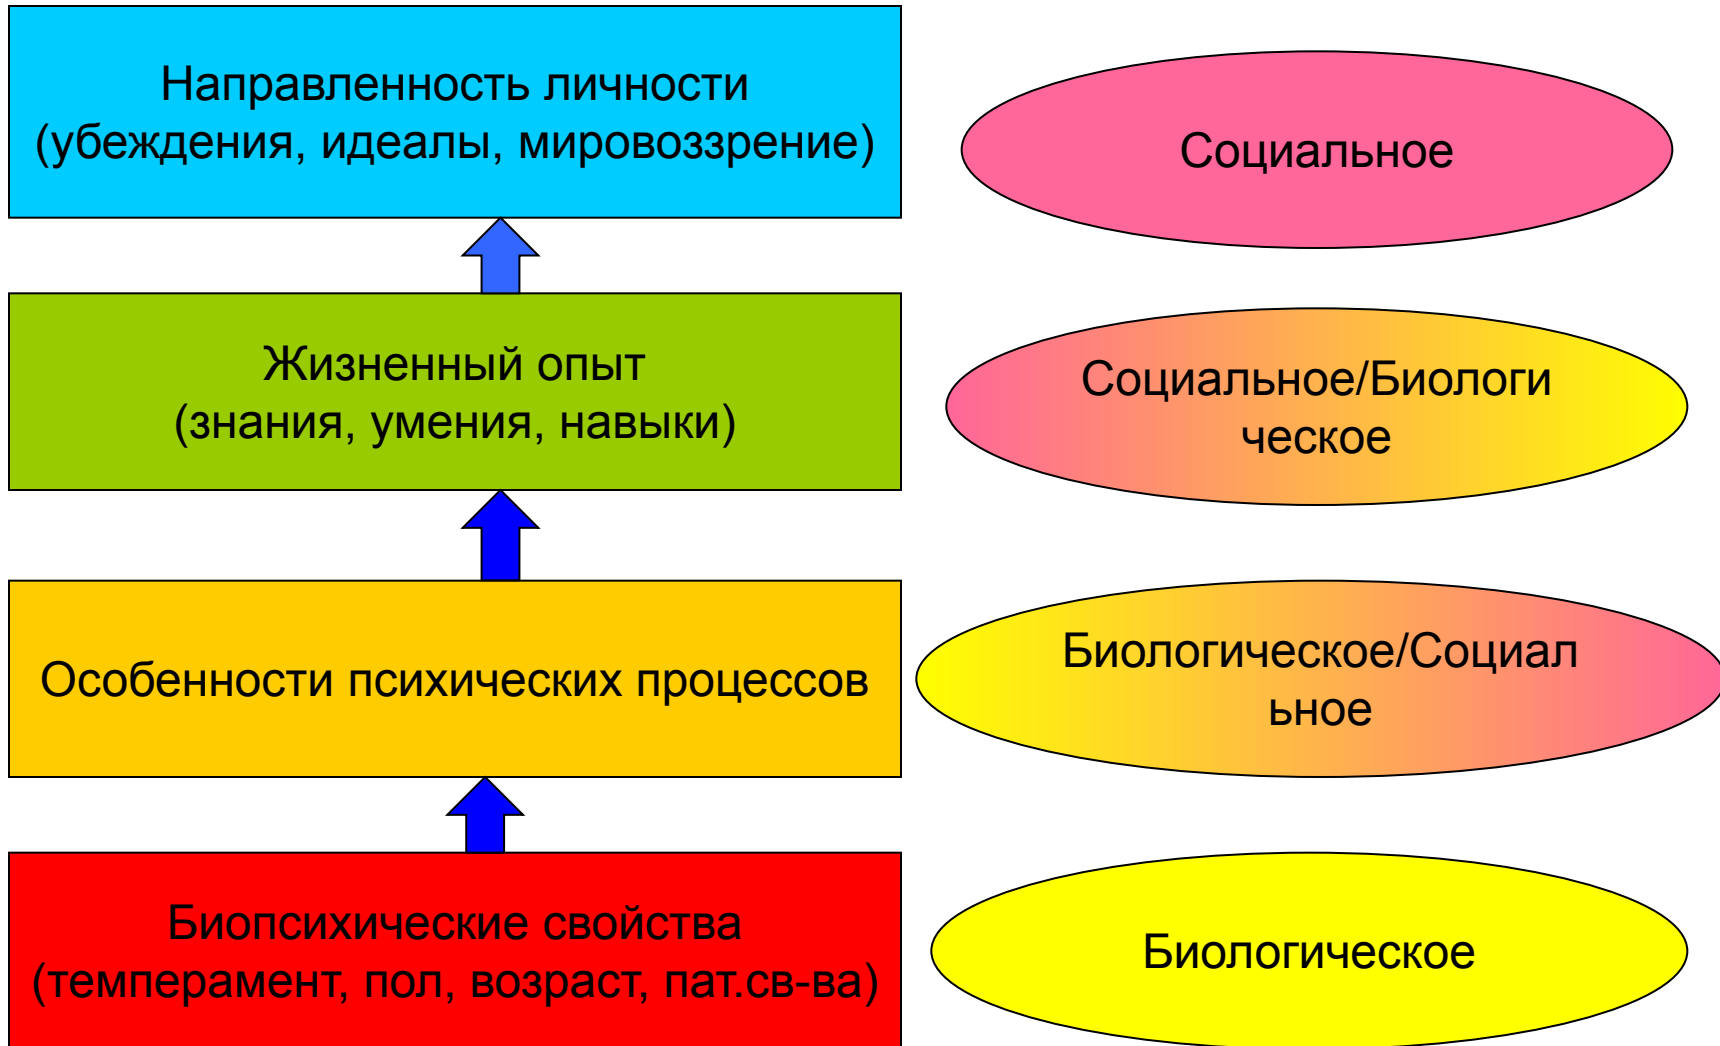 Направленность личности
(убеждения, идеалы, мировоззрение)
Социальное
Жизненный опыт
(знания, умения, навыки)
Социальное/Биологи
ческое
Особенности психических процессов
Биологическое/Социал
ьное
Биопсихические свойства
(темперамент, пол, возраст, пат.св-ва)
Биологическое